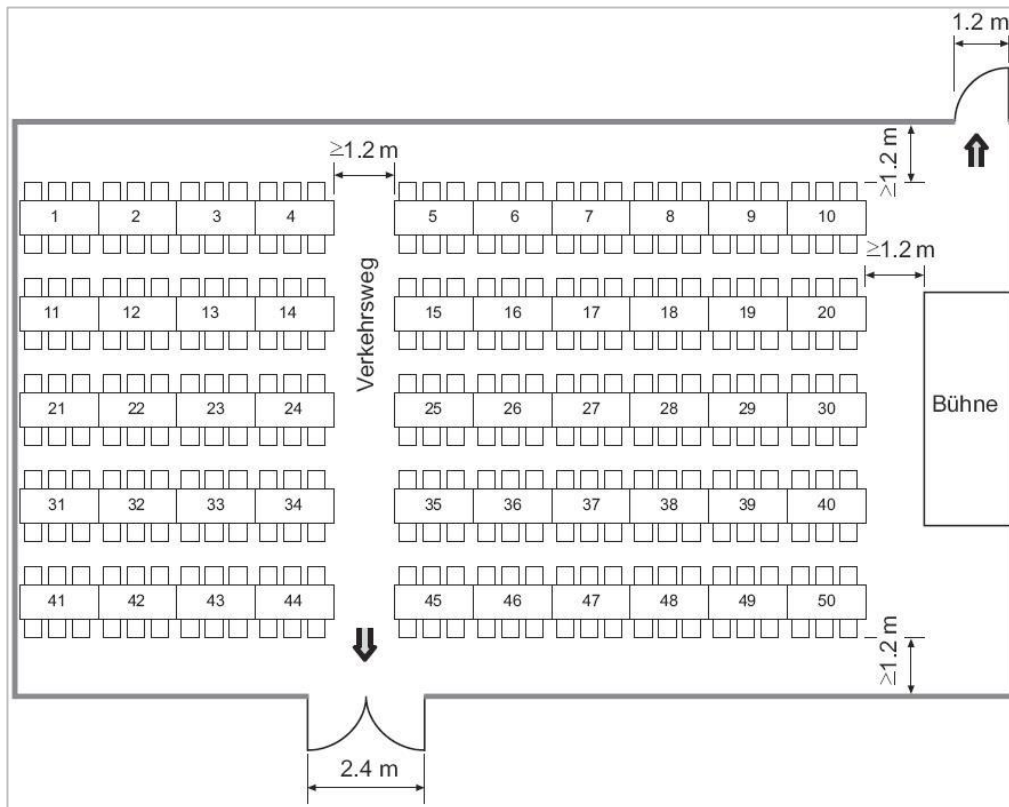 1.2 m
≥1.2 m
≥1.2 m
1 2 3 4 5 6 7 8 9 10
≥1.2 m
11 12 13 14 15 16 17 18 19 20
Verkehrsweg
21 22 23 24 25 26 27 28 29 30
Bühne
31 32 33 34 35 36 37 38 39 40
41 42 43 44 45 46 47 48 49 50
≥1.2 m
2.4 m